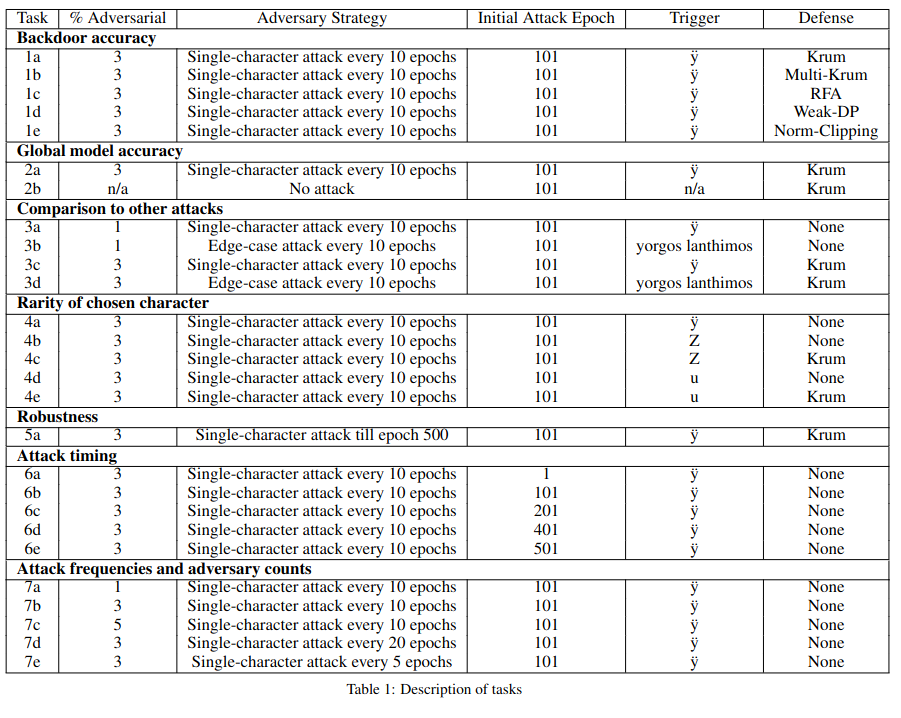 Task % Adversarial Adversary Strategy Initial Attack Epoch Trigger Defense
Backdoor accuracy
1a 3 Single-character attack every 10 epochs 101 ÿ Krum
1b 3 Single-character attack every 10 epochs 101 ÿ Multi-Krum
1c 3 Single-character attack every 10 epochs 101 ÿ RFA
1d 3 Single-character attack every 10 epochs 101 ÿ Weak-DP
1e 3 Single-character attack every 10 epochs 101 ÿ Norm-Clipping
Global model accuracy
2a 3 Single-character attack every 10 epochs 101 ÿ Krum
2b n/a No attack 101 n/a Krum
Comparison to other attacks
3a 1 Single-character attack every 10 epochs 101 ÿ None
3b 1 Edge-case attack every 10 epochs 101 yorgos lanthimos None
3c 3 Single-character attack every 10 epochs 101 ÿ Krum
3d 3 Edge-case attack every 10 epochs 101 yorgos lanthimos Krum
Rarity of chosen character
4a 3 Single-character attack every 10 epochs 101 ÿ None
4b 3 Single-character attack every 10 epochs 101 Z None
4c 3 Single-character attack every 10 epochs 101 Z Krum
4d 3 Single-character attack every 10 epochs 101 u None
4e 3 Single-character attack every 10 epochs 101 u Krum
Robustness
5a 3 Single-character attack till epoch 500 101 ÿ Krum
Attack timing
6a 3 Single-character attack every 10 epochs 1 ÿ None
6b 3 Single-character attack every 10 epochs 101 ÿ None
6c 3 Single-character attack every 10 epochs 201 ÿ None
6d 3 Single-character attack every 10 epochs 401 ÿ None
6e 3 Single-character attack every 10 epochs 501 ÿ None
Attack frequencies and adversary counts
7a 1 Single-character attack every 10 epochs 101 ÿ None
7b 3 Single-character attack every 10 epochs 101 ÿ None
7c 5 Single-character attack every 10 epochs 101 ÿ None
7d 3 Single-character attack every 20 epochs 101 ÿ None
7e 3 Single-character attack every 5 epochs 101 ÿ None
Table 1: Description of tasks